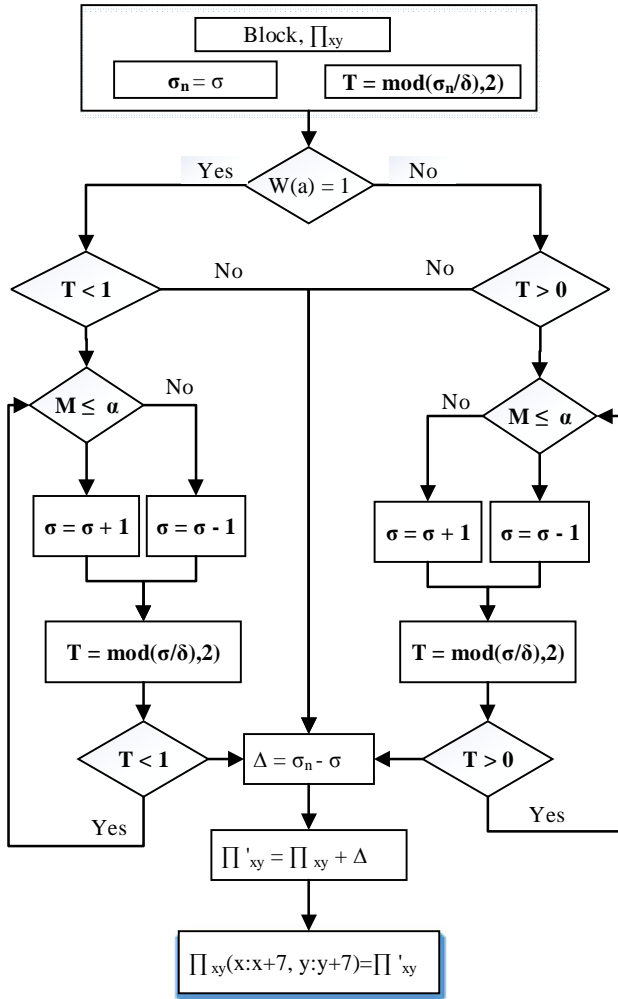 Block, ∏xy
σn = σ
T = mod(σn/δ),2)
Yes
W(a) = 1
No
T < 1
No
No
T > 0
M ≤ α
No
No
M ≤ α
σ = σ + 1
σ = σ - 1
σ = σ + 1
σ = σ - 1
T = mod(σ/δ),2)
T = mod(σ/δ),2)
T < 1
Δ = σn - σ
T > 0
Yes
Yes
∏ 'xy = ∏ xy + Δ
∏ xy(x:x+7, y:y+7)=∏ 'xy